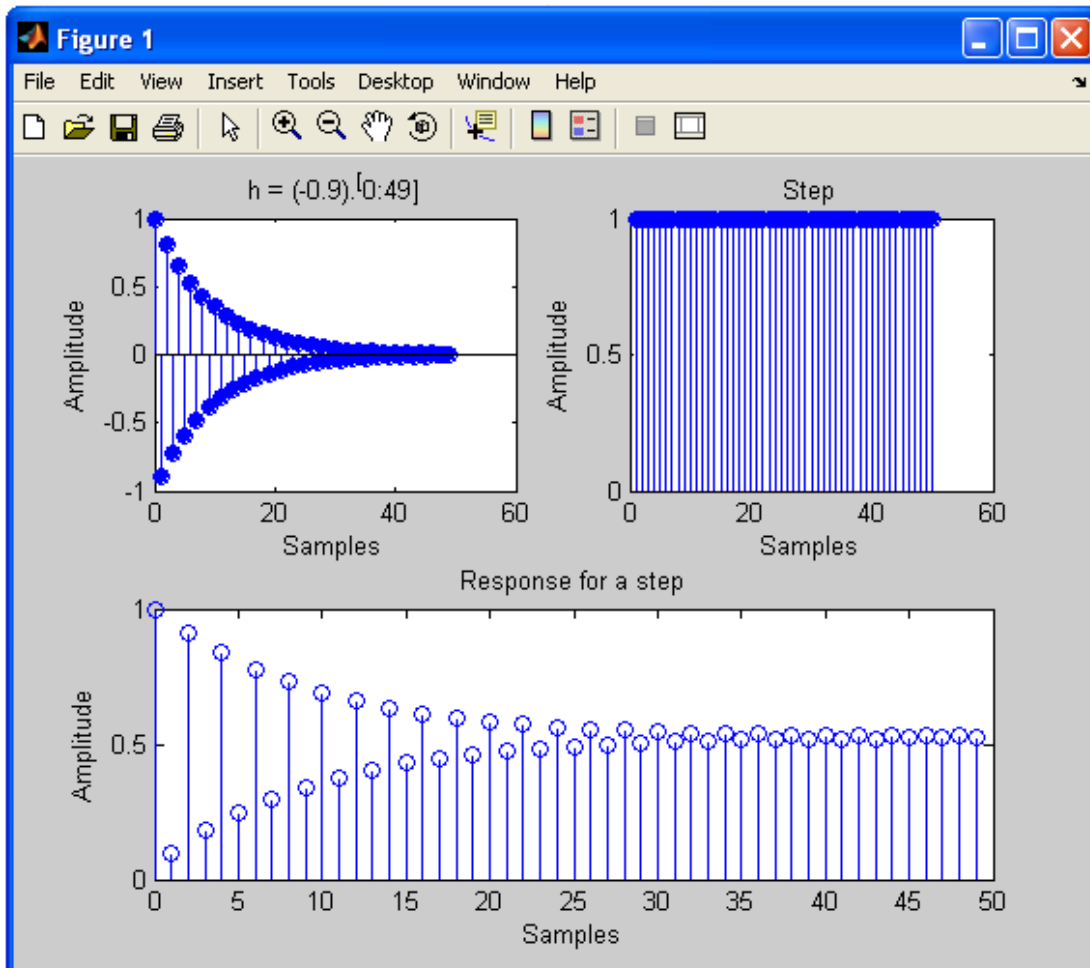 Figure 1
File Edit View Insert Tools Desktop Window Help
h = (-0.9).[0:49]
Amplitude
1
0.5
0
-0.5
-1
0 20 40 60
Samples
Step
Amplitude
1
0.5
0
0 20 40 60
Samples
Response for a step
Amplitude
1
0.5
0
0 5 10 15 20 25 30 35 40 45 50
Samples